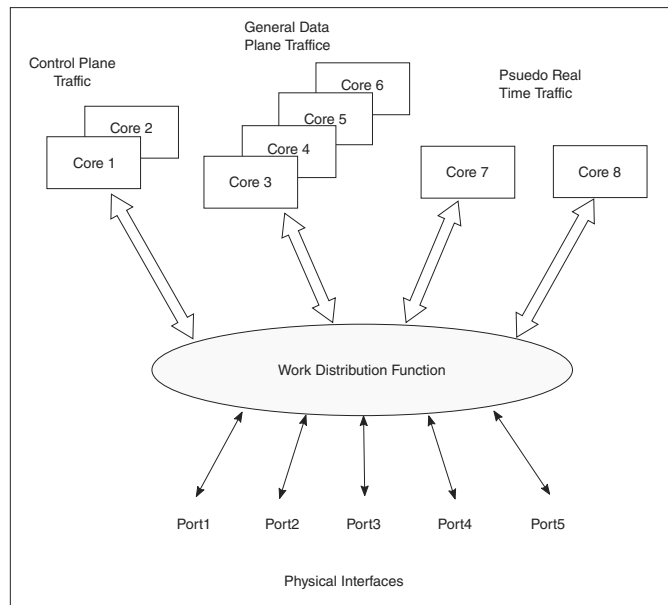 General Data
Plane Traffice
Control Plane
Traffic
Psuedo Real
Time Traffic
Core 6
Core 5
Core 4
Core 3
Core 2
Core 1
Core 7
Core 8
Work Distribution Function
Port1
Port2
Port3
Port4
Port5
Physical Interfaces